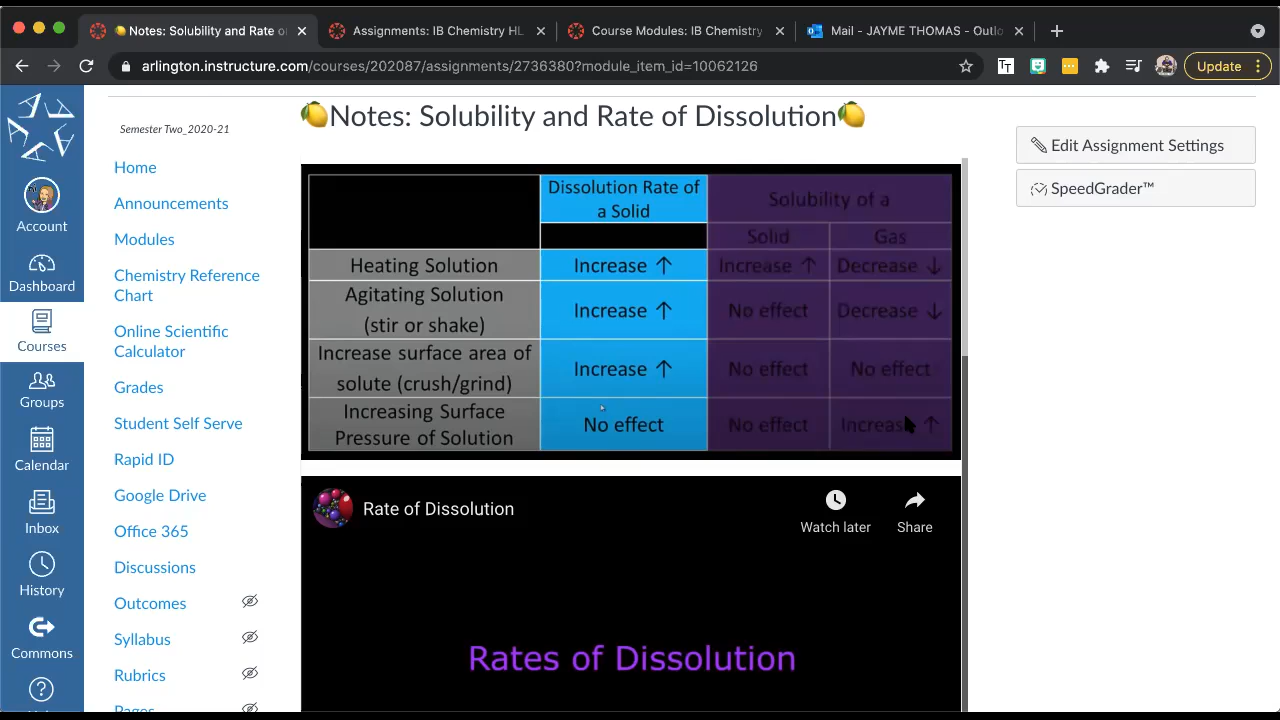 Notes: Solubility and Rate o
Assignments: IB Chemistry HL
Course Modules: IB Chemistry
Mail - JAYME THOMAS - Outlo
arlington.instructure.com/courses/202087/assignments/2736380?module_item_id=10062126
Update
Account
Dashboard
Courses
Groups
Calendar
Inbox
History
Commons
Semester Two_2020-21
Home
Announcements
Modules
Chemistry Reference
Chart
Online Scientific
Calculator
Grades
Student Self Serve
Rapid ID
Google Drive
Office 365
Discussions
Outcomes
Syllabus
Rubrics
Pages
🍋Notes: Solubility and Rate of Dissolution🍋
Dissolution Rate of
a Solid
Solubility of a
Solid
Gas
Heating Solution
Increase ↑
Increase ↑
Decrease ↓
Agitating Solution
(stir or shake)
Increase ↑
No effect
Decrease ↓
Increase surface area of
solute (crush/grind)
Increase ↑
No effect
No effect
Increasing Surface
Pressure of Solution
No effect
No effect
Increase ↑
Rate of Dissolution
Watch later
Share
Rates of Dissolution
Edit Assignment Settings
SpeedGrader™